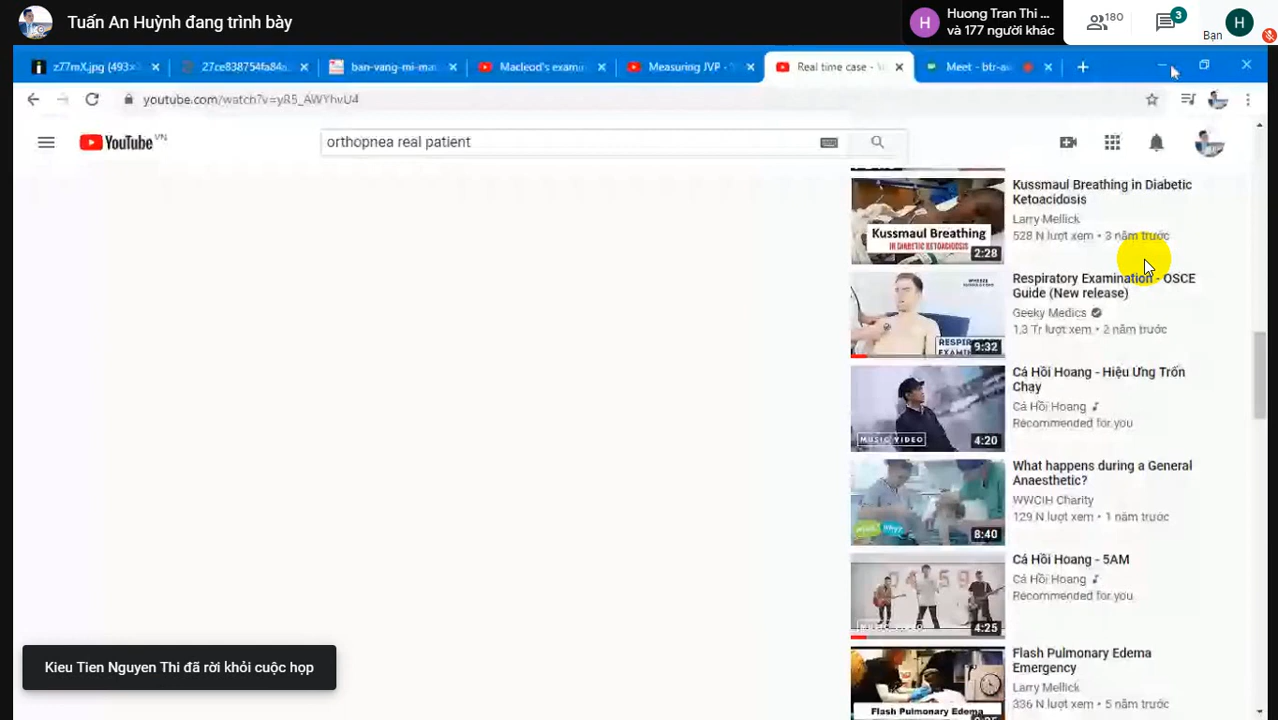 Tuấn An Huỳnh đang trình bày
H
Huong Tran Thi ...
và 177 người khác
180
3
Bạn
H
z77mX.jpg (493×
27ce838754fa84a
ban-vang-mi-ma
Macleod's exam
Measuring JVP -
Real time case -
Meet - btr-a
YouTube VN
orthopnea real patient
Kussmaul Breathing in Diabetic
Ketoacidosis
Larry Mellick
528 N lượt xem • 3 năm trước
Kussmaul Breathing
IN DIABETIC KETOACIDOSIS
2:28
Respiratory Examination - OSCE
Guide (New release)
Geeky Medics
1,3 Tr lượt xem • 2 năm trước
9:32
Cá Hồi Hoang - Hiệu Ứng Trốn
Chạy
Cá Hồi Hoang
Recommended for you
MUSIC VIDEO
4:20
What happens during a General
Anaesthetic?
WWCIH Charity
129 N lượt xem • 1 năm trước
8:40
Cá Hồi Hoang - 5AM
Cá Hồi Hoang
Recommended for you
4:25
Flash Pulmonary Edema
Emergency
Larry Mellick
336 N lượt xem • 5 năm trước
Flash Pulmonary Edema
Kieu Tien Nguyen Thi đã rời khỏi cuộc họp